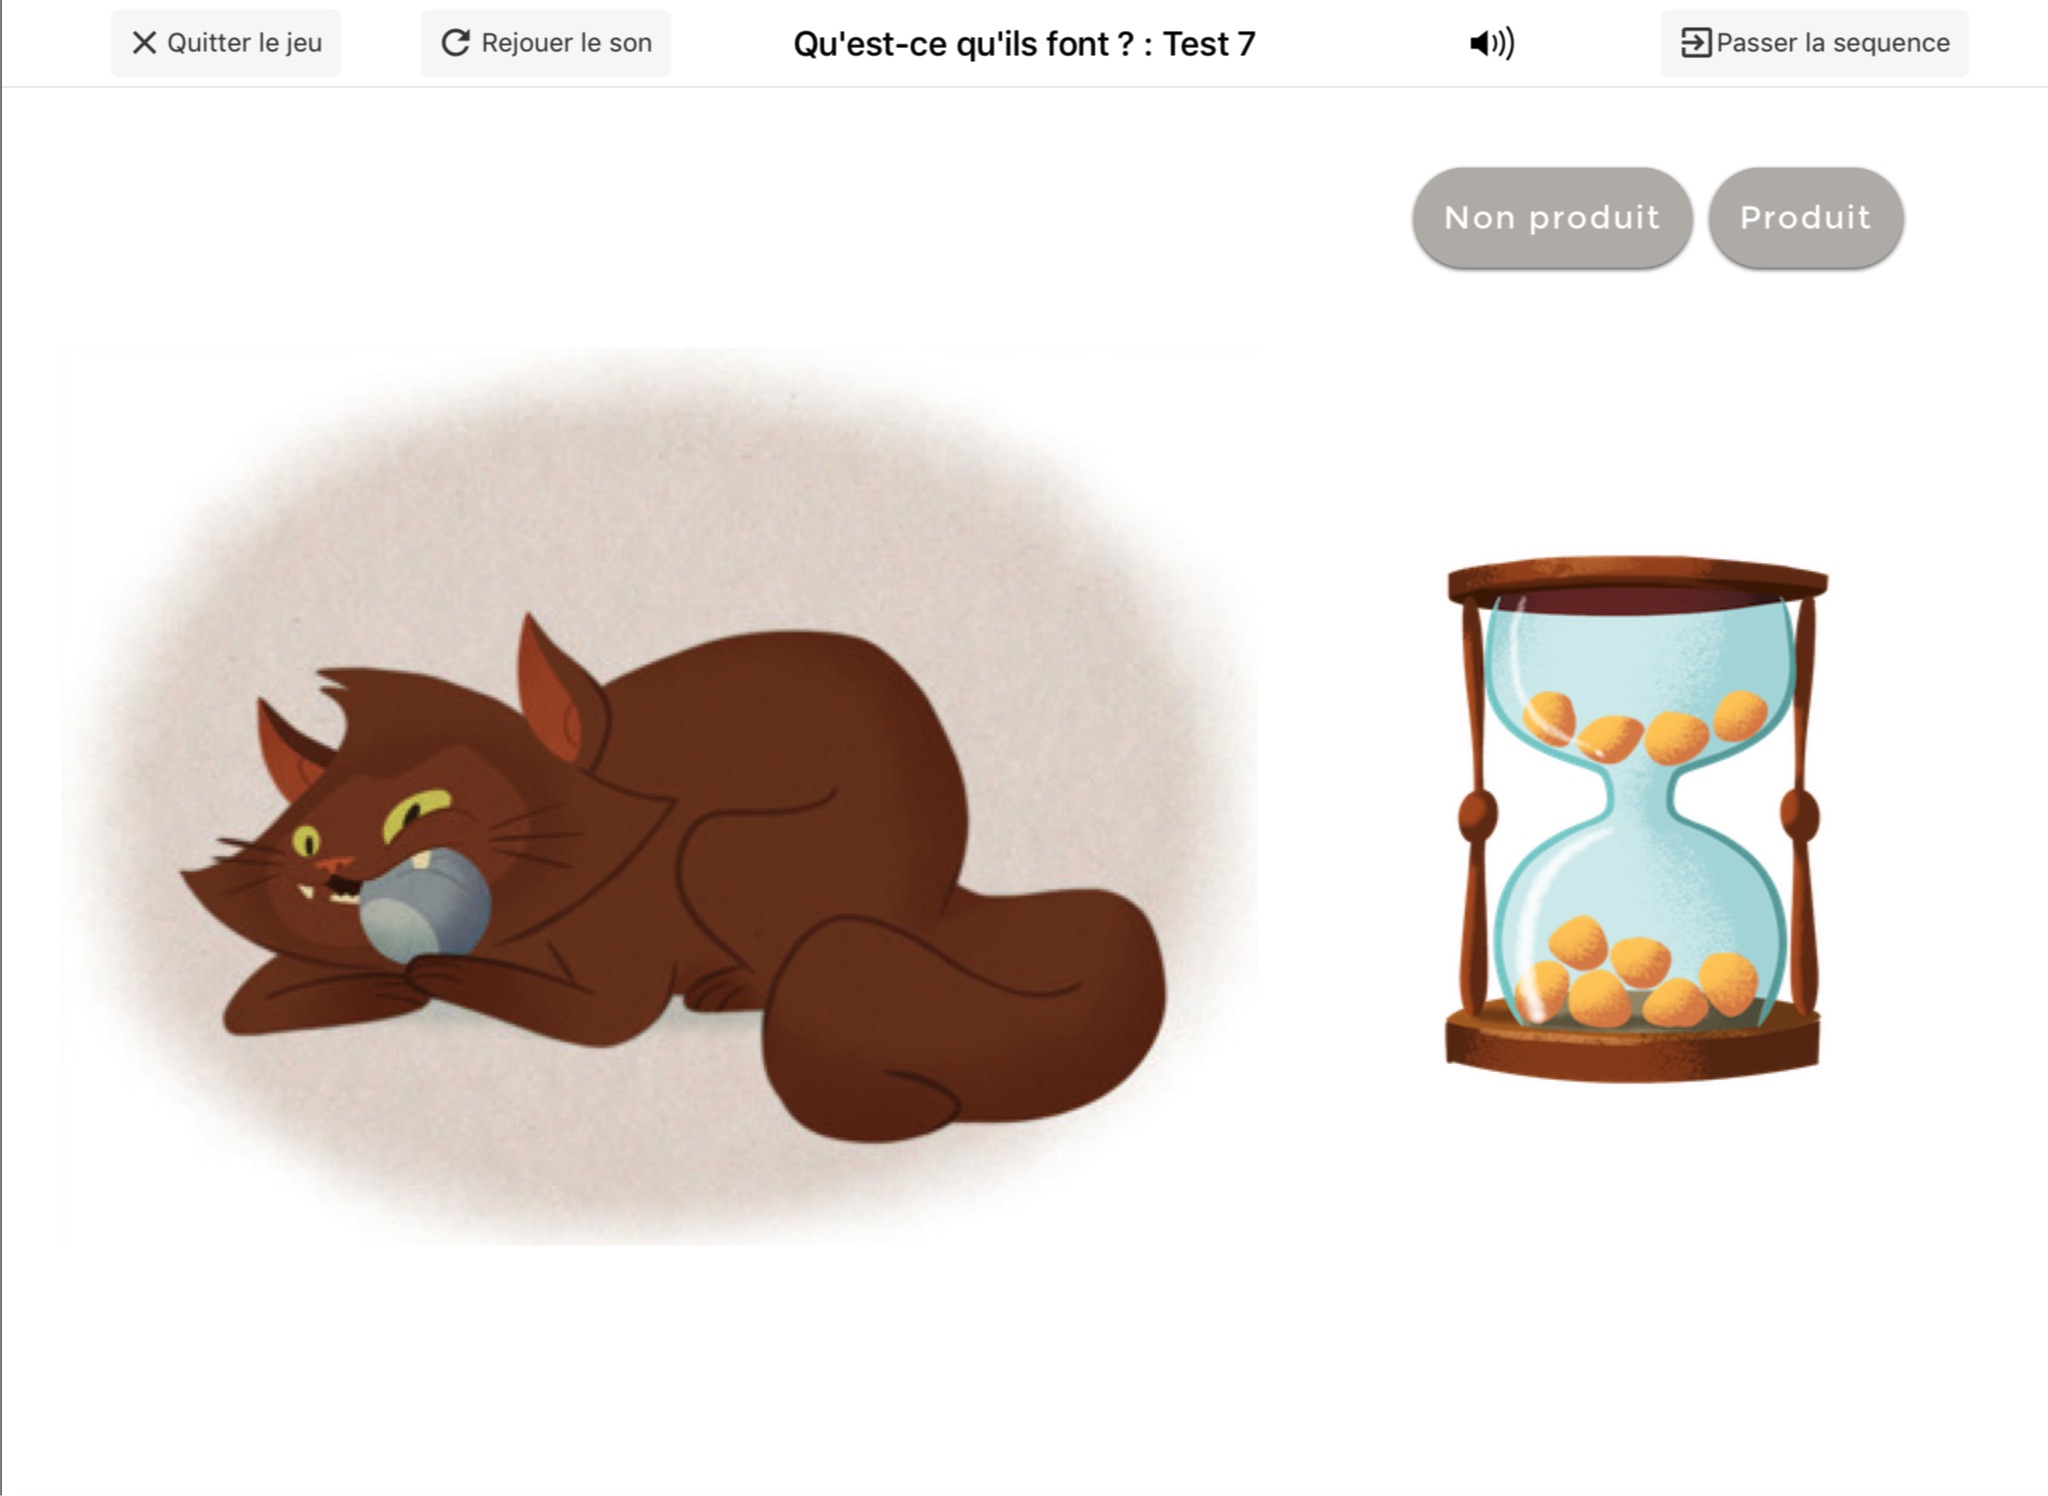 Quitter le jeu
Rejouer le son
Qu'est-ce qu'ils font ? : Test 7
Passer la sequence
Non produit
Produit